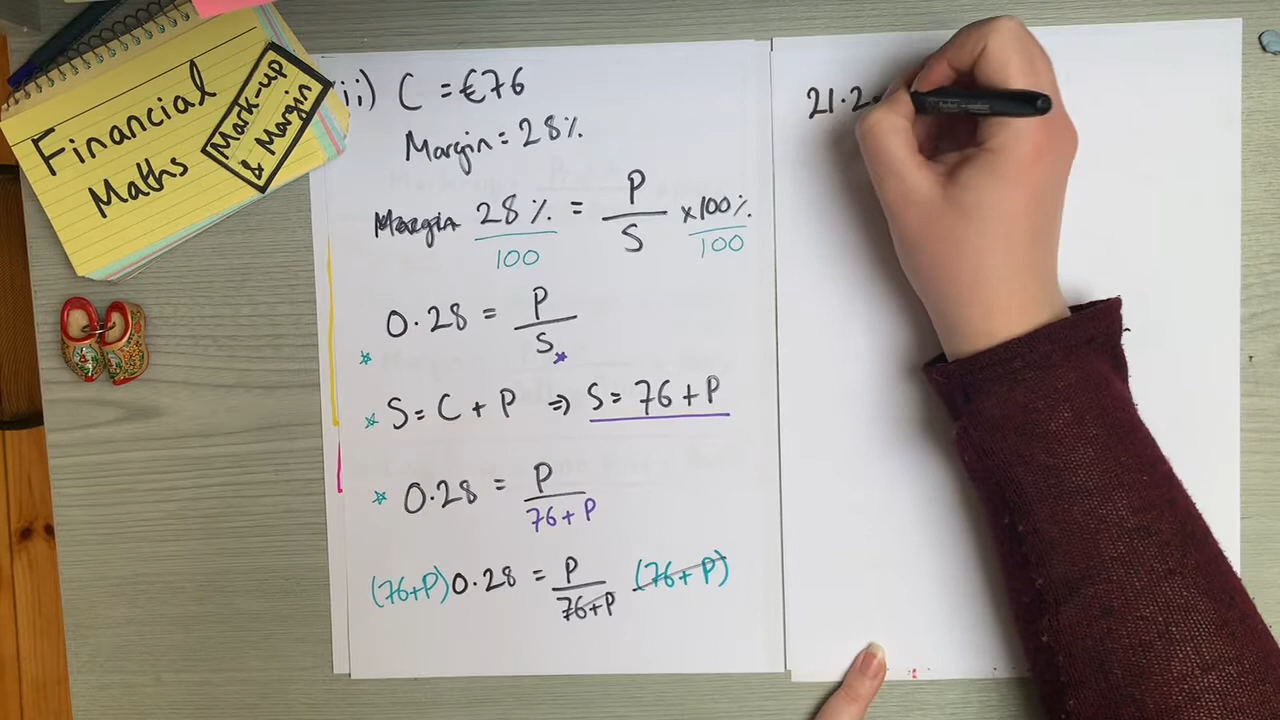 Financial
Maths
Mark-up
& Margin
ii) C = €76
Margin = 28%
Margin 28% / 100 = P / S × 100% / 100
0.28 = P / S
S = C + P ⇒ S = 76 + P
0.28 = P / 76 + P
(76+P) 0.28 = P / 76+P (76+P)
21.2